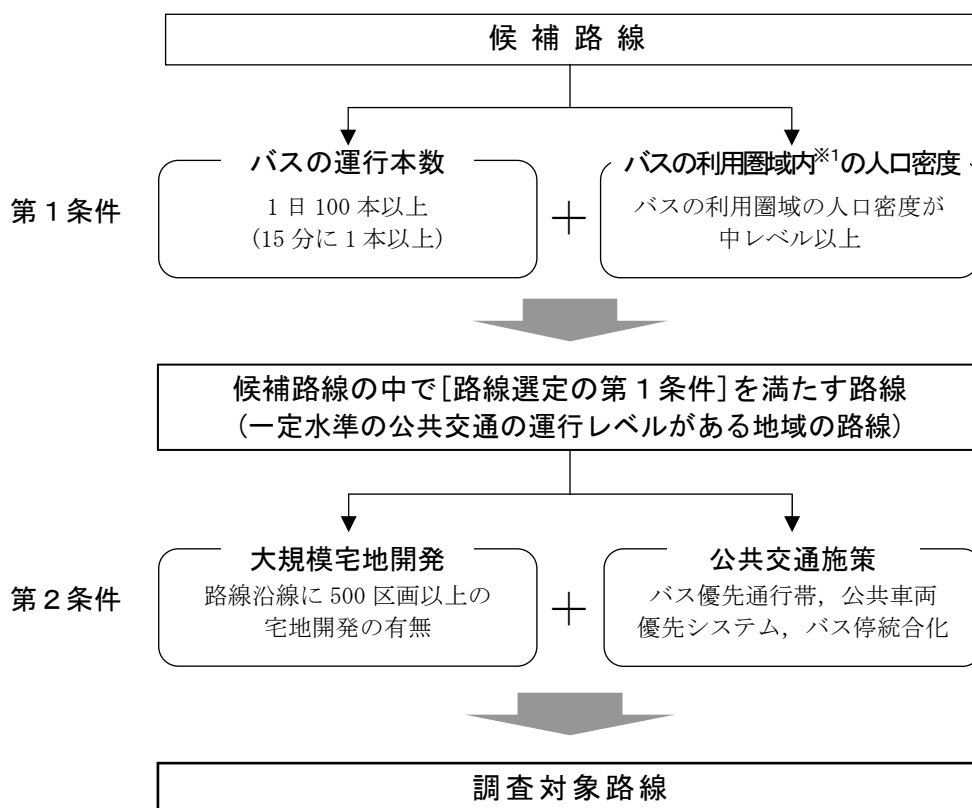 候補路線
バスの運行本数
バスの利用圏域内※1の人口密度
第1条件
1日100本以上
(15分に1本以上)
+
バスの利用圏域の人口密度が
中レベル以上
候補路線の中で[路線選定の第1条件]を満たす路線
(一定水準の公共交通の運行レベルがある地域の路線)
大規模宅地開発
公共交通施策
第2条件
路線沿線に500区画以上の
宅地開発の有無
+
バス優先通行帯，公共車両
優先システム，バス停統合化
調査対象路線